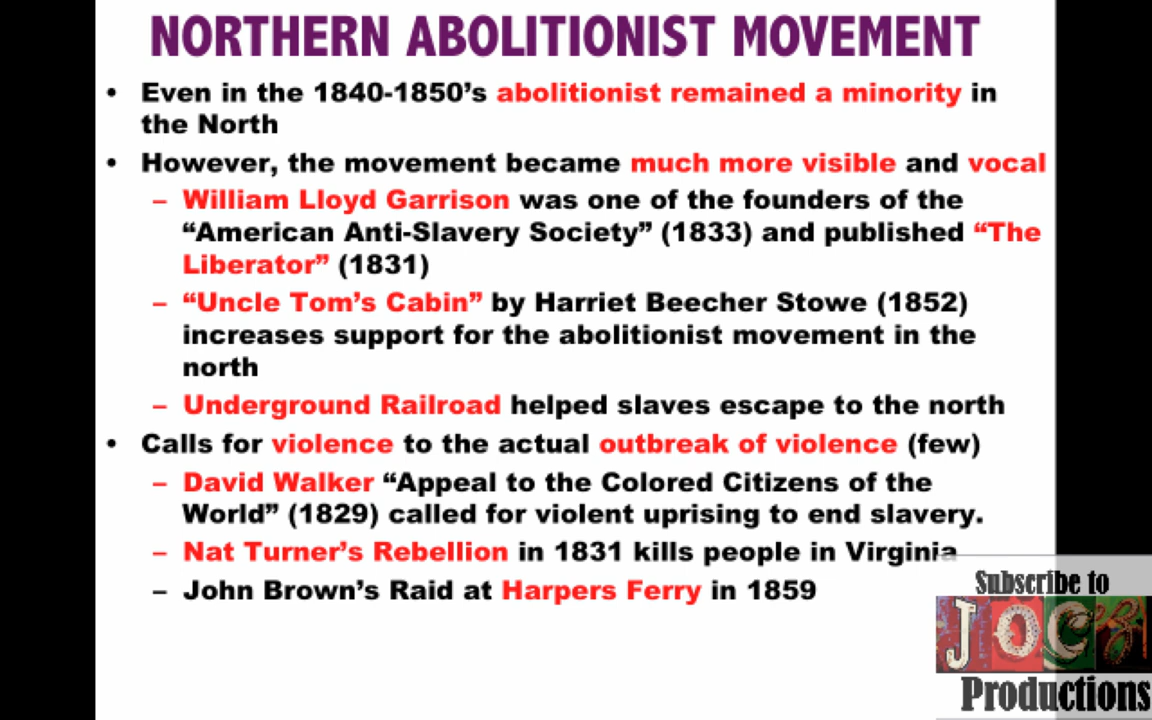 NORTHERN ABOLITIONIST MOVEMENT
• Even in the 1840-1850’s abolitionist remained a minority in
the North
• However, the movement became much more visible and vocal
– William Lloyd Garrison was one of the founders of the
“American Anti-Slavery Society” (1833) and published “The
Liberator” (1831)
– “Uncle Tom’s Cabin” by Harriet Beecher Stowe (1852)
increases support for the abolitionist movement in the
north
– Underground Railroad helped slaves escape to the north
• Calls for violence to the actual outbreak of violence (few)
– David Walker “Appeal to the Colored Citizens of the
World” (1829) called for violent uprising to end slavery.
– Nat Turner’s Rebellion in 1831 kills people in Virginia
– John Brown’s Raid at Harpers Ferry in 1859
Subscribe to
JOCZ
Productions